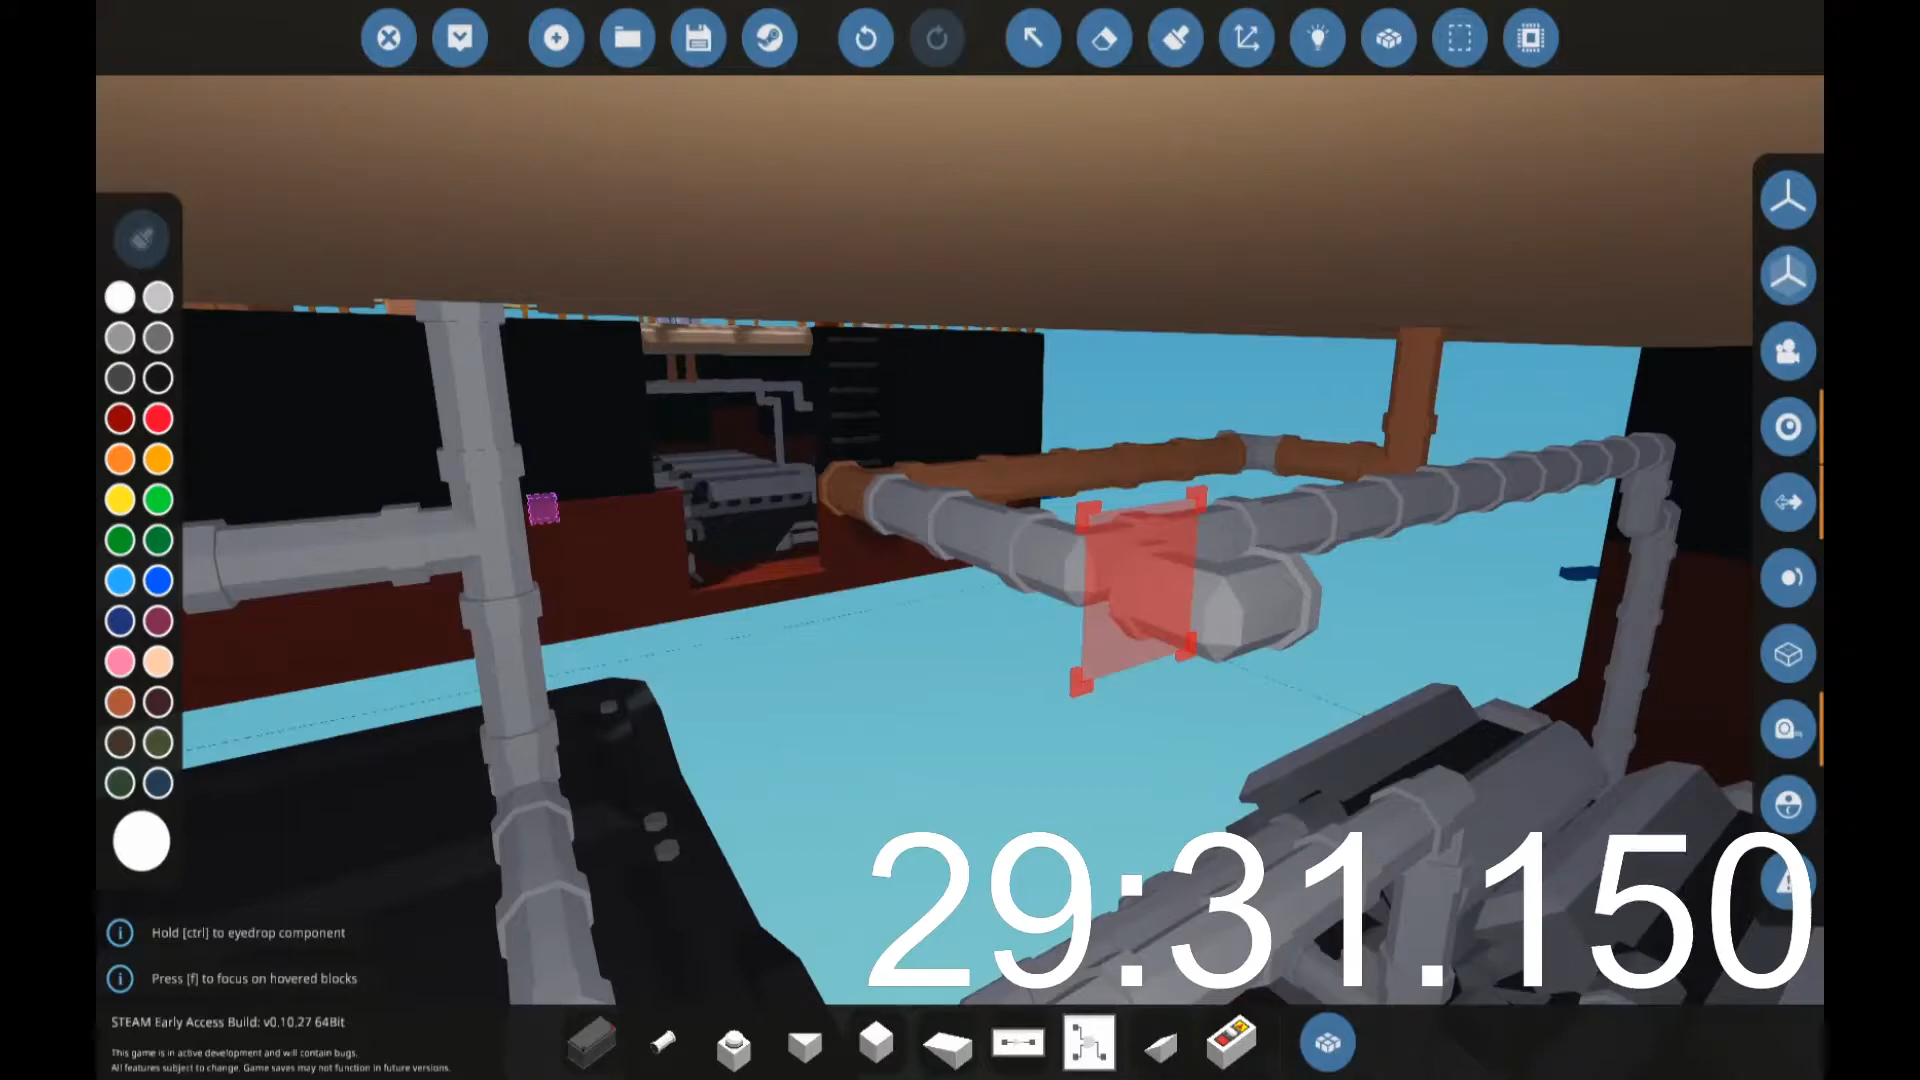 29:31.150
Hold [ctrl] to eyedrop component
Press [f] to focus on hovered blocks
STEAM Early Access Build: v0.10.27 64Bit
This game is in active development and will contain bugs.
All features subject to change. Game saves may not function in future versions.